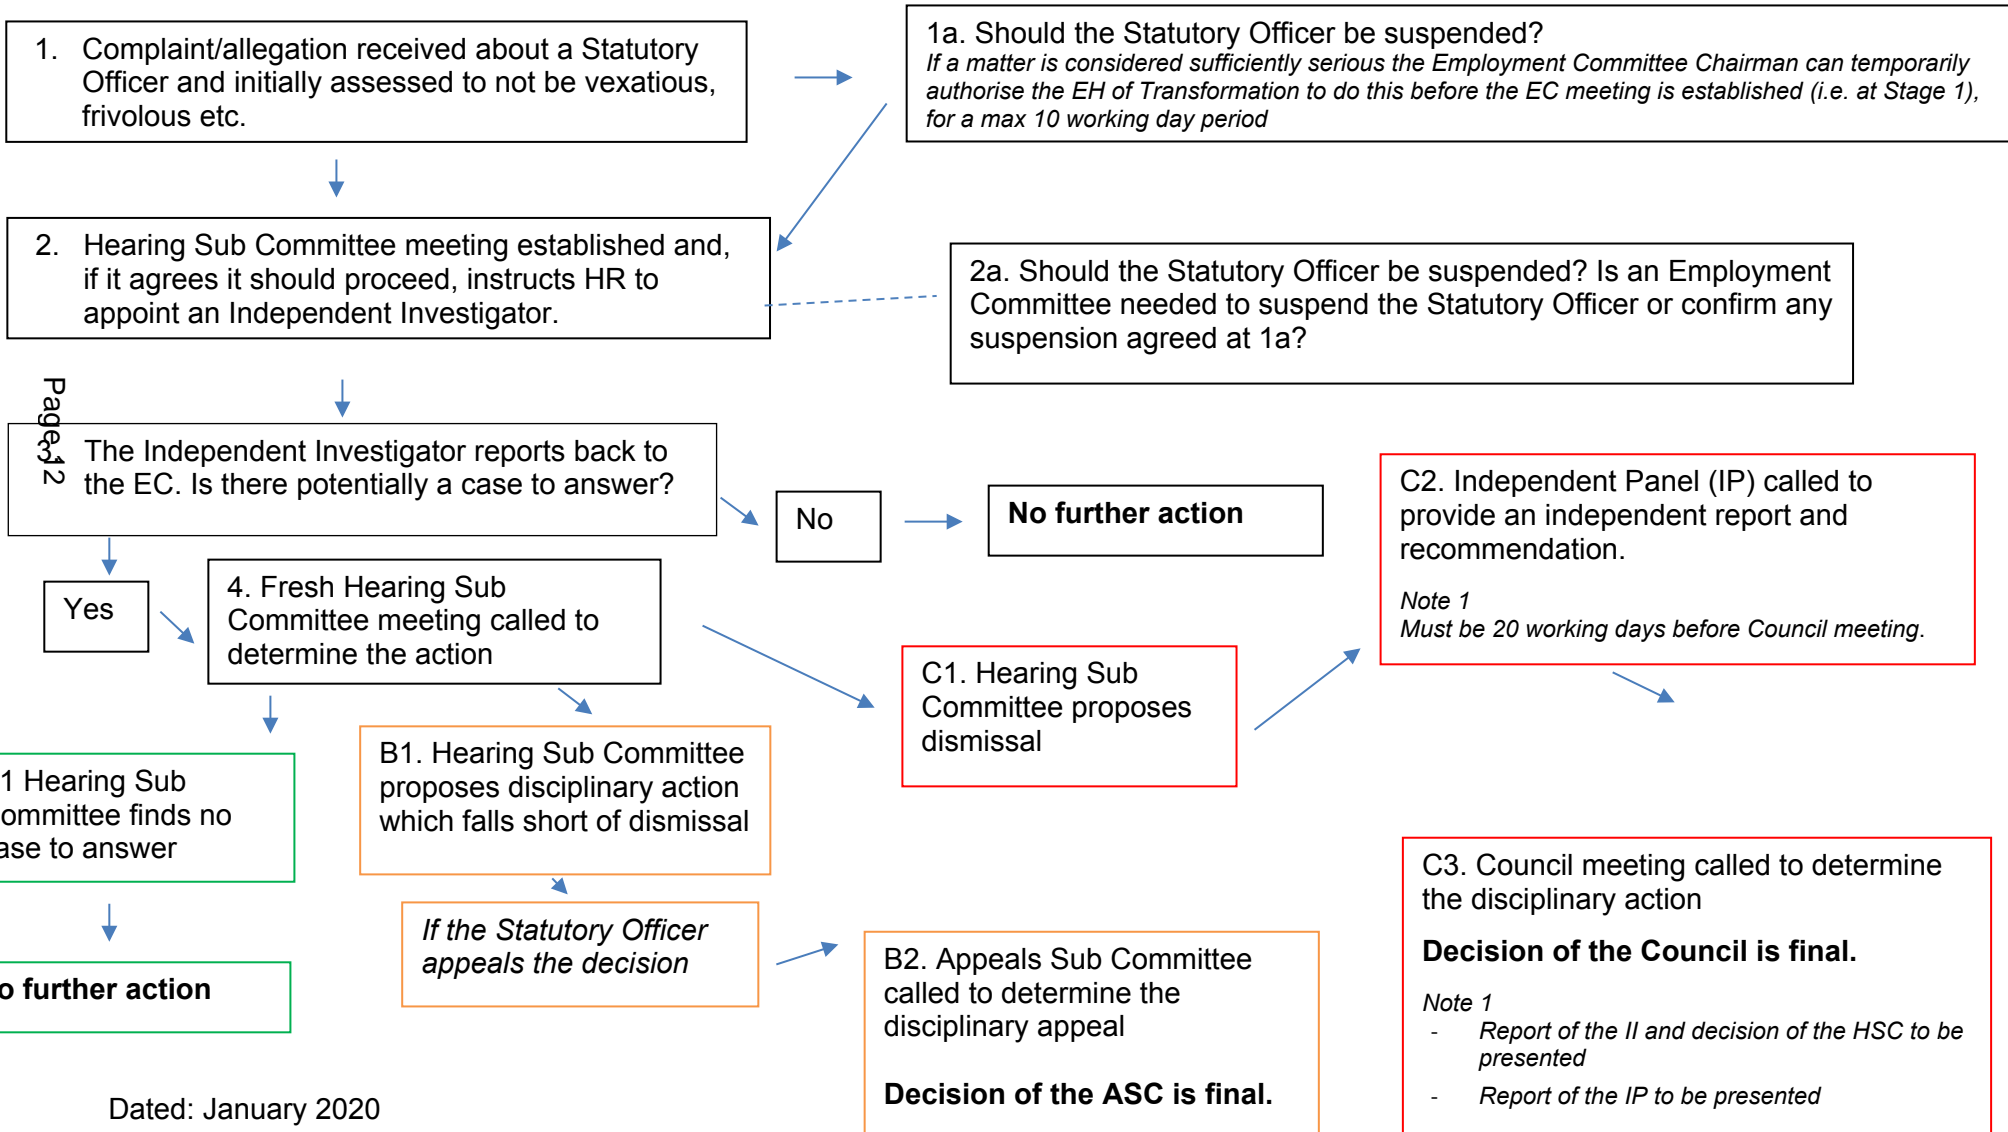 1. Complaint/allegation received about a Statutory
Officer and initially assessed to not be vexatious,
frivolous etc.
1a. Should the Statutory Officer be suspended?
If a matter is considered sufficiently serious the Employment Committee Chairman can temporarily
authorise the EH of Transformation to do this before the EC meeting is established (i.e. at Stage 1),
for a max 10 working day period
2. Hearing Sub Committee meeting established and,
if it agrees it should proceed, instructs HR to
appoint an Independent Investigator.
2a. Should the Statutory Officer be suspended? Is an Employment
Committee needed to suspend the Statutory Officer or confirm any
suspension agreed at 1a?
Page 12
3. The Independent Investigator reports back to
the EC. Is there potentially a case to answer?
No
No further action
Yes
4. Fresh Hearing Sub
Committee meeting called to
determine the action
C2. Independent Panel (IP) called to
provide an independent report and
recommendation.
Note 1
Must be 20 working days before Council meeting.
C1. Hearing Sub
Committee proposes
dismissal
1 Hearing Sub
ommittee finds no
ase to answer
o further action
B1. Hearing Sub Committee
proposes disciplinary action
which falls short of dismissal
If the Statutory Officer
appeals the decision
B2. Appeals Sub Committee
called to determine the
disciplinary appeal
Decision of the ASC is final.
C3. Council meeting called to determine
the disciplinary action
Decision of the Council is final.
Note 1
- Report of the II and decision of the HSC to be
presented
- Report of the IP to be presented
Dated: January 2020